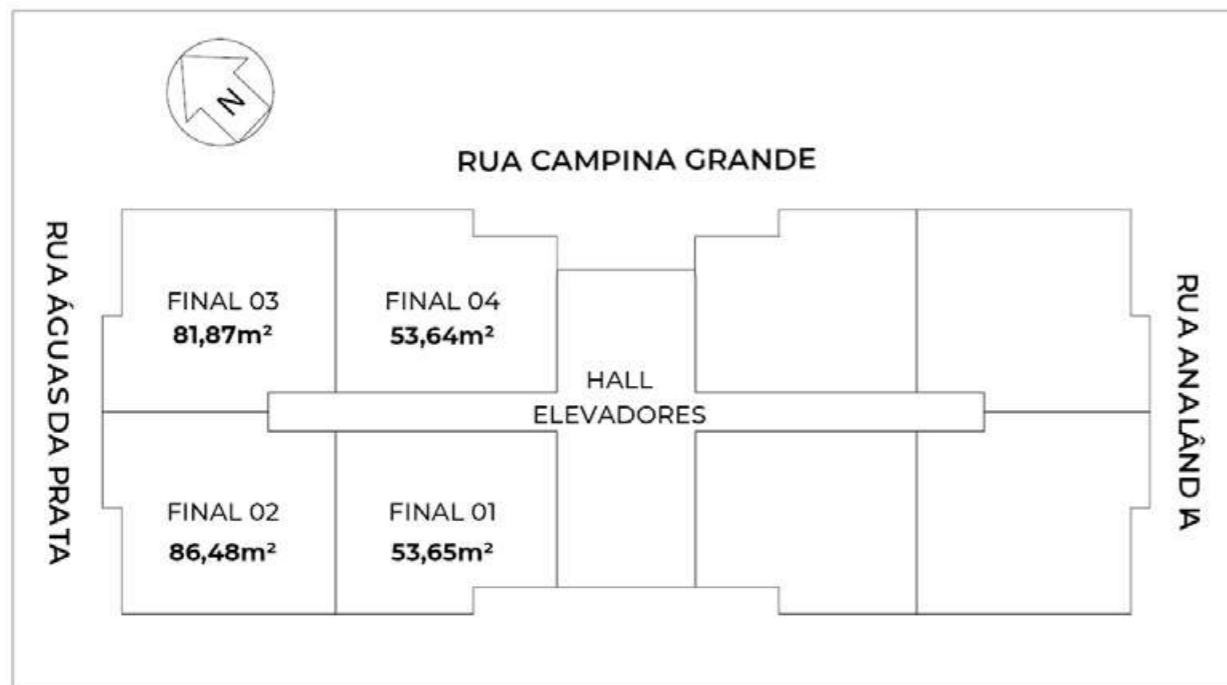 N
RUA CAMPINA GRANDE
RUA ÁGUAS DA PRATA
FINAL 03
81,87m²
FINAL 04
53,64m²
HALL
ELEVADORES
FINAL 02
86,48m²
FINAL 01
53,65m²
RUA ANALÂNDIA